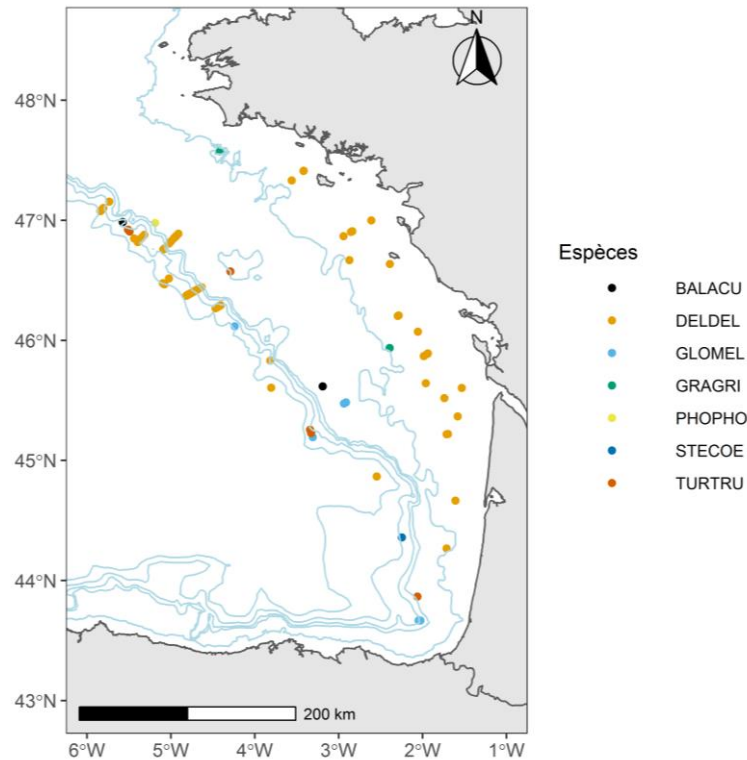 N
48°N
47°N
46°N
45°N
44°N
43°N
200 km
6°W 5°W 4°W 3°W 2°W 1°W
Espèces
BALACU
DELDEL
GLOMEL
GRAGRI
PHOPHO
STECOE
TURTRU